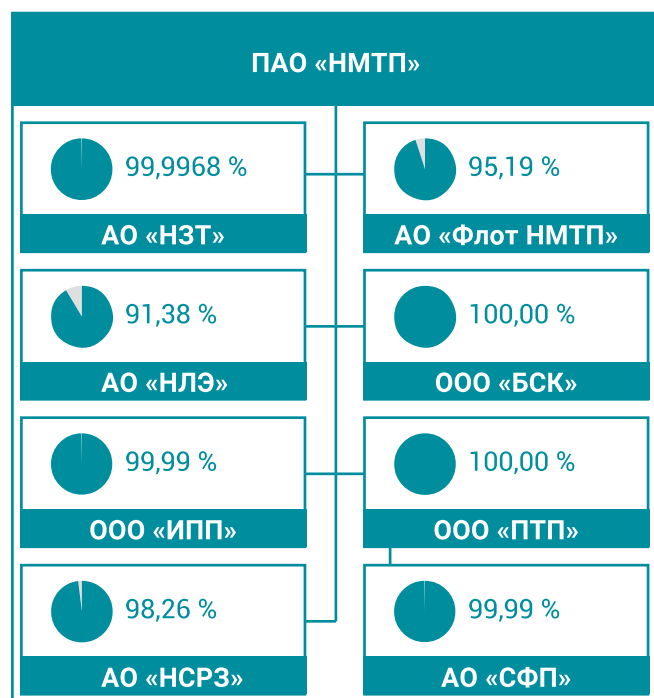 ПАО «НМТП»
99,9968 %
АО «НЗТ»
95,19 %
АО «Флот НМТП»
91,38 %
АО «НЛЭ»
100,00 %
ООО «БСК»
99,99 %
ООО «ИПП»
100,00 %
ООО «ПТП»
98,26 %
АО «НСРЗ»
99,99 %
АО «СФП»